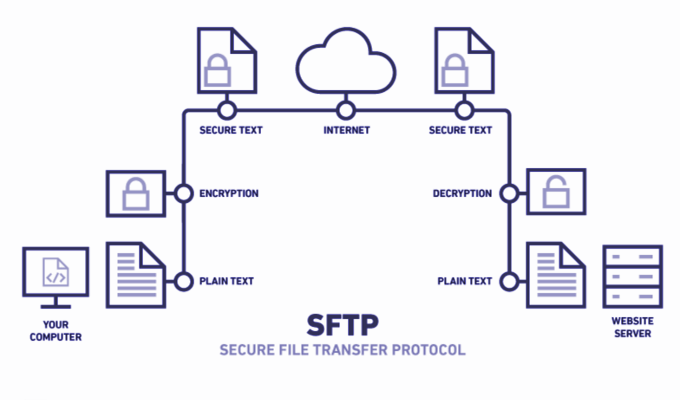 SECURE TEXT
INTERNET
SECURE TEXT
ENCRYPTION
DECRYPTION
</>
PLAIN TEXT
PLAIN TEXT
YOUR
COMPUTER
WEBSITE
SERVER
SFTP
SECURE FILE TRANSFER PROTOCOL